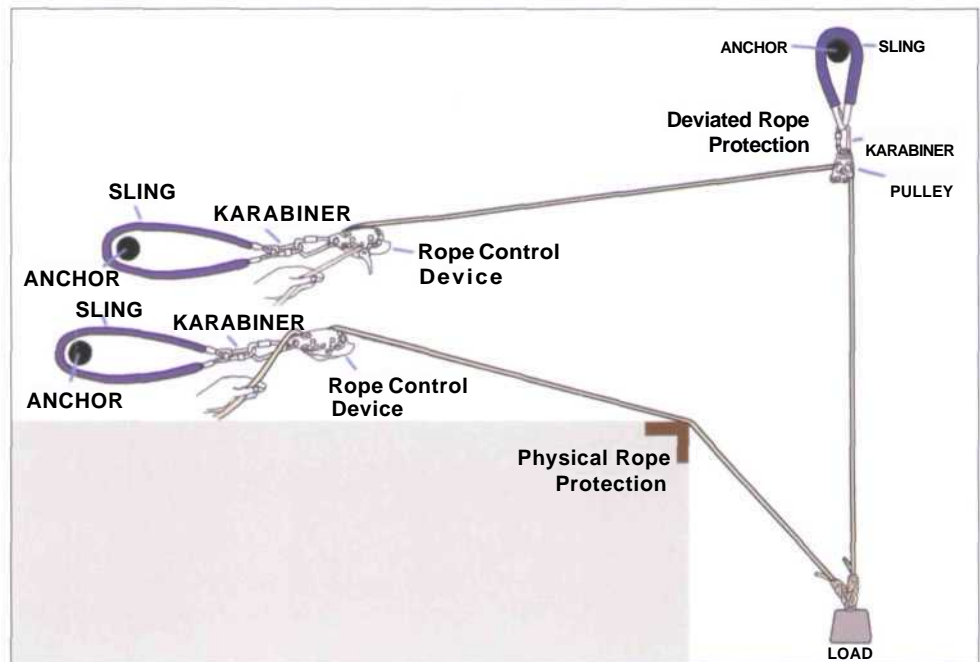 ANCHOR
SLING
Deviated Rope
Protection
KARABINER
PULLEY
SLING
KARABINER
Rope Control
Device
ANCHOR
SLING
KARABINER
Rope Control
Device
ANCHOR
Physical Rope
Protection
LOAD